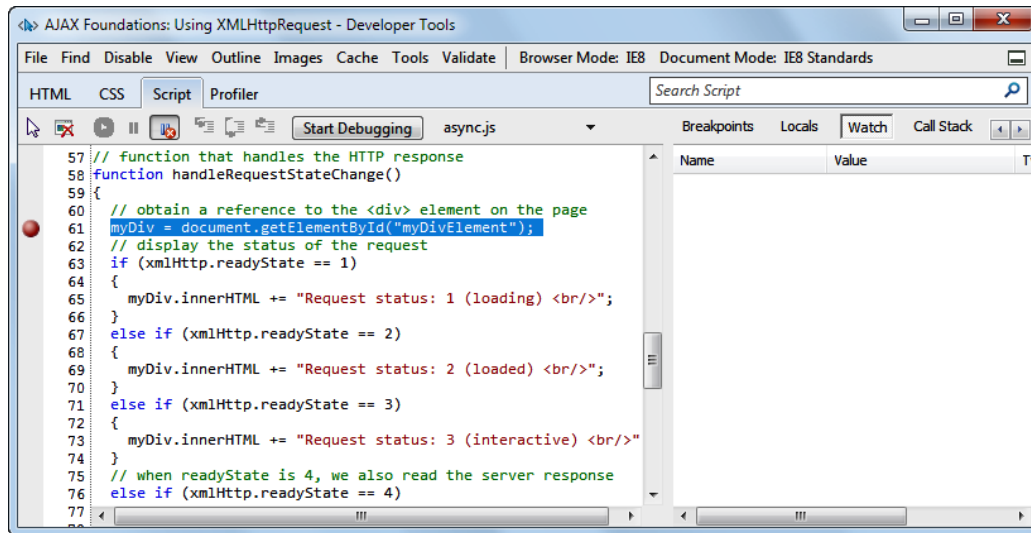 AJAX Foundations: Using XMLHttpRequest - Developer Tools
File Find Disable View Outline Images Cache Tools Validate Browser Mode: IE8 Document Mode: IE8 Standards
HTML CSS Script Profiler Search Script
Start Debugging async.js Breakpoints Locals Watch Call Stack
Name Value
57 // function that handles the HTTP response
58 function handleRequestStateChange()
59 {
60 // obtain a reference to the <div> element on the page
61 myDiv = document.getElementById("myDivElement");
62 // display the status of the request
63 if (xmlHttp.readyState == 1)
64 {
65 myDiv.innerHTML += "Request status: 1 (loading) <br/>";
66 }
67 else if (xmlHttp.readyState == 2)
68 {
69 myDiv.innerHTML += "Request status: 2 (loaded) <br/>";
70 }
71 else if (xmlHttp.readyState == 3)
72 {
73 myDiv.innerHTML += "Request status: 3 (interactive) <br/>"
74 }
75 // when readyState is 4, we also read the server response
76 else if (xmlHttp.readyState == 4)
77